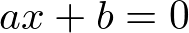 ax + b = 0